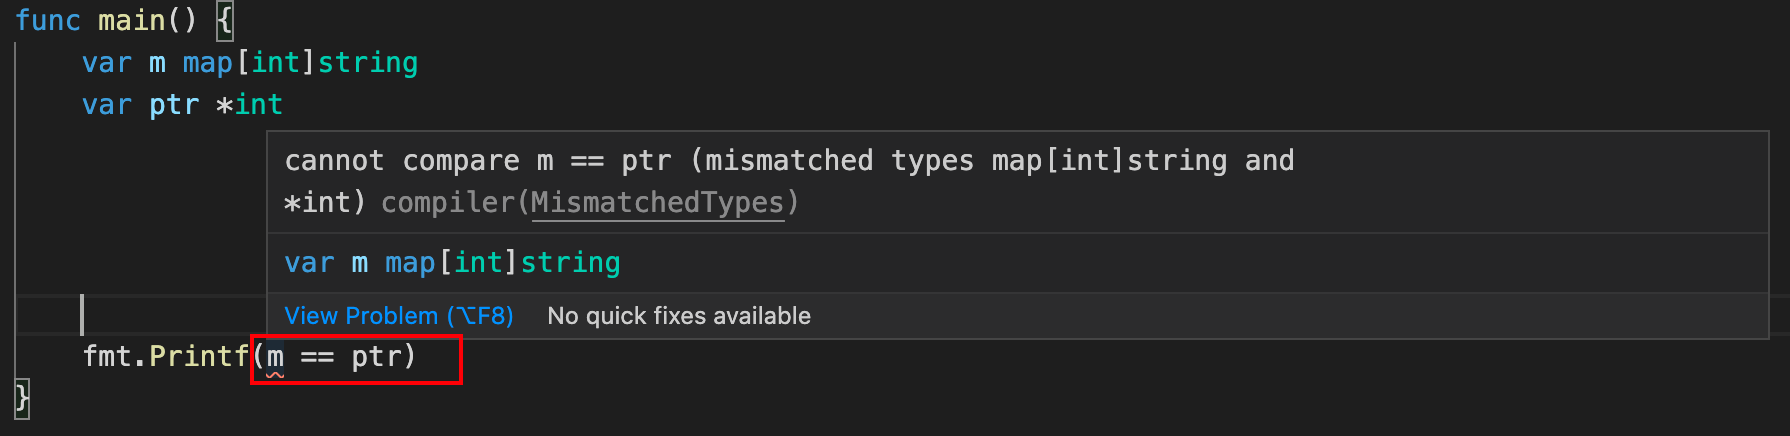 func main() {
var m map[int]string
var ptr *int
cannot compare m == ptr (mismatched types map[int]string and
*int) compiler(MismatchedTypes)
var m map[int]string
View Problem (⌥F8) No quick fixes available
fmt.Printf(m == ptr)
}